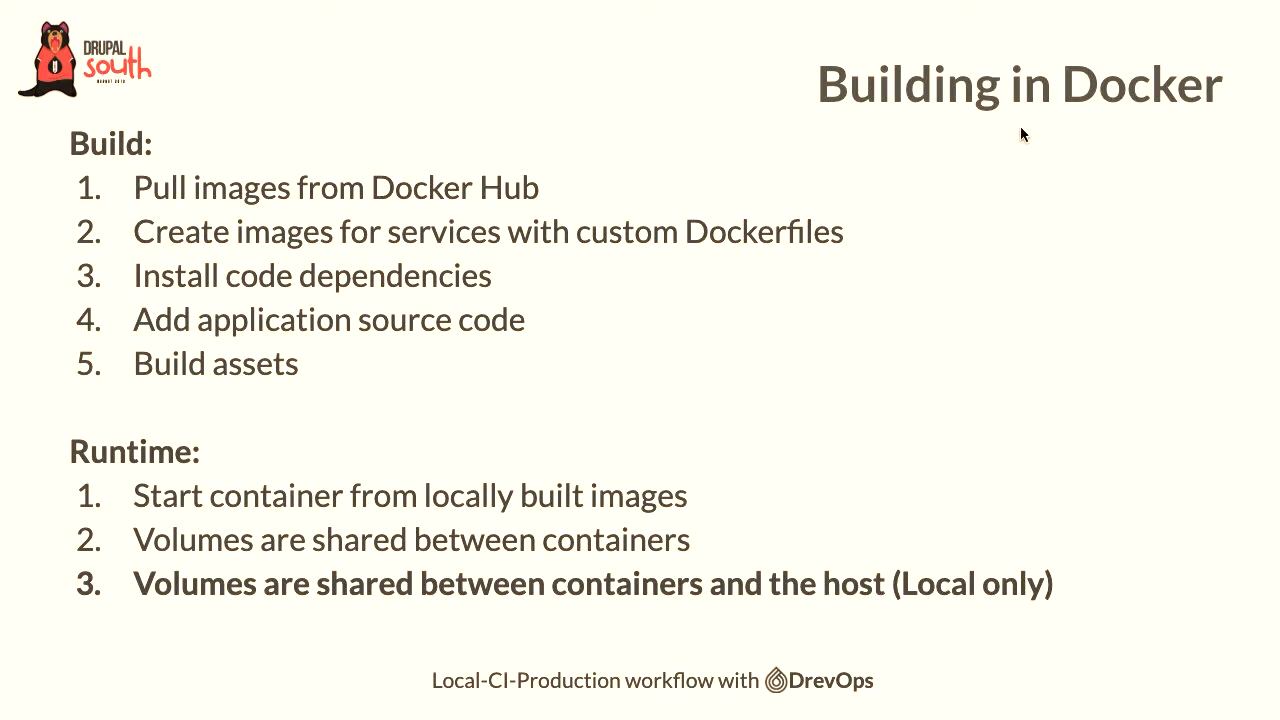 DRUPAL
south
Building in Docker
Build:
1. Pull images from Docker Hub
2. Create images for services with custom Dockerfiles
3. Install code dependencies
4. Add application source code
5. Build assets
Runtime:
1. Start container from locally built images
2. Volumes are shared between containers
3. Volumes are shared between containers and the host (Local only)
Local-CI-Production workflow with DrevOps